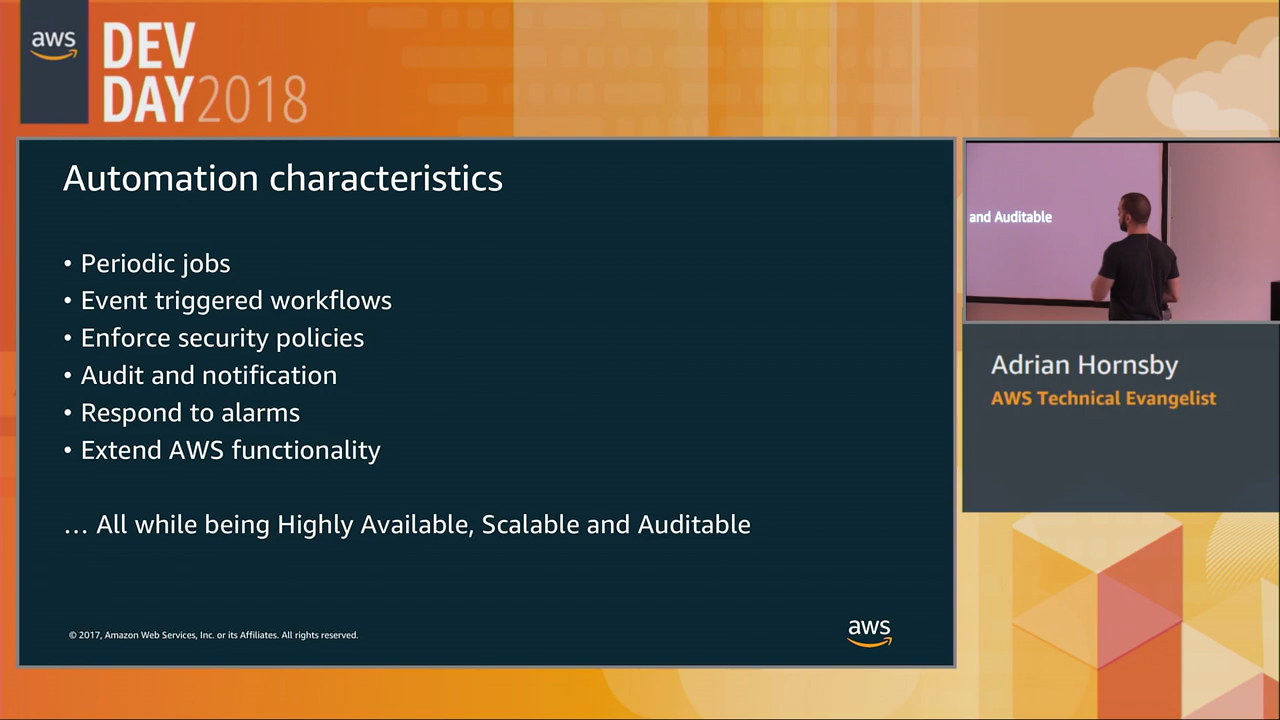 aws
DEV
DAY2018
Automation characteristics
• Periodic jobs
• Event triggered workflows
• Enforce security policies
• Audit and notification
• Respond to alarms
• Extend AWS functionality
… All while being Highly Available, Scalable and Auditable
© 2017, Amazon Web Services, Inc. or its Affiliates. All rights reserved.
aws
and Auditable
Adrian Hornsby
AWS Technical Evangelist